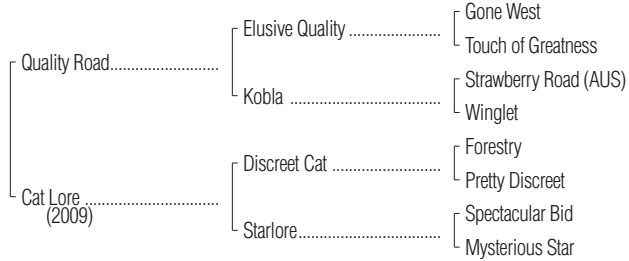 Gone West
Elusive Quality ....................
Touch of Greatness
Quality Road........................
Strawberry Road (AUS)
Kobla ................................
Winglet
Forestry
Discreet Cat .......................
Pretty Discreet
Cat Lore .............................
(2009)
Spectacular Bid
Starlore..............................
Mysterious Star